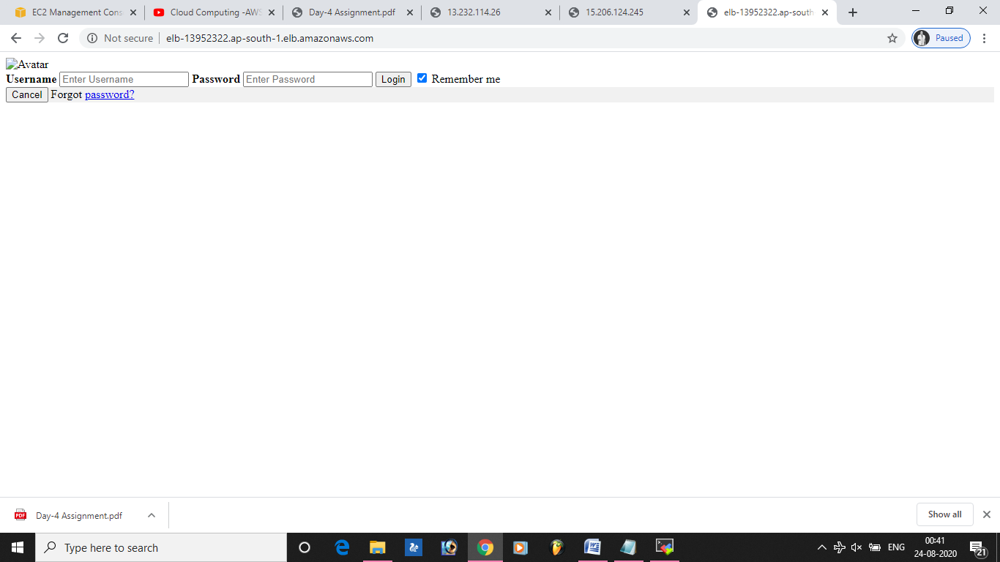 EC2 Management Cons
Cloud Computing -AWS
Day-4 Assignment.pdf
13.232.114.26
15.206.124.245
elb-13952322.ap-south
Not secure
elb-13952322.ap-south-1.elb.amazonaws.com
Paused
Avatar
Username Enter Username Password Enter Password Login Remember me
Cancel Forgot password?
PDF Day-4 Assignment.pdf
Show all
Type here to search
ENG
00:41
24-08-2020
21